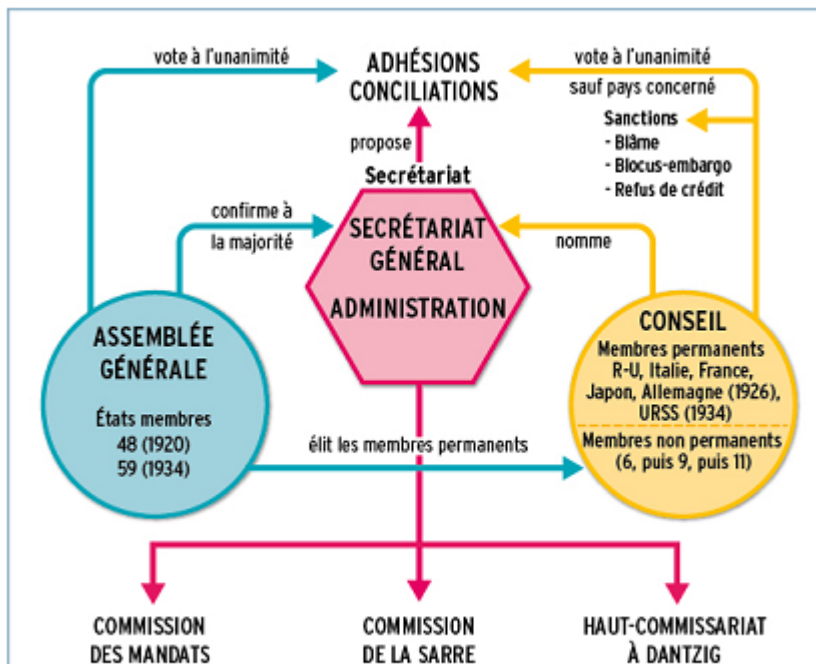 vote à l'unanimité
ADHÉSIONS
CONCILIATIONS
vote à l'unanimité
sauf pays concerné
Sanctions
- Blâme
- Blocus-embargo
- Refus de crédit
propose
Secrétariat
confirme à
la majorité
SECRÉTARIAT
GÉNÉRAL
ADMINISTRATION
nomme
ASSEMBLÉE
GÉNÉRALE
États membres
48 (1920)
59 (1934)
CONSEIL
Membres permanents
R-U, Italie, France,
Japon, Allemagne (1926),
URSS (1934)
Membres non permanents
(6, puis 9, puis 11)
élit les membres permanents
COMMISSION
DES MANDATS
COMMISSION
DE LA SARRE
HAUT-COMMISSARIAT
À DANTZIG